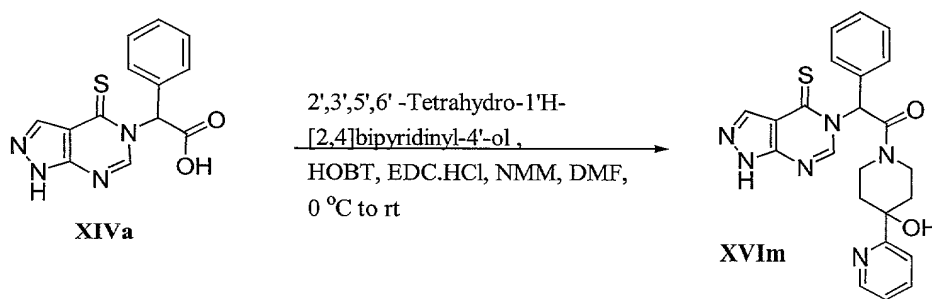 S
O
N
N
N
H
N
OH
XIVa
2',3',5',6' -Tetrahydro-1'H-
[2,4]bipyridinyl-4'-ol ,
HOBT, EDC.HCl, NMM, DMF,
0 °C to rt
S
O
N
N
N
H
N
N
OH
N
XVIm